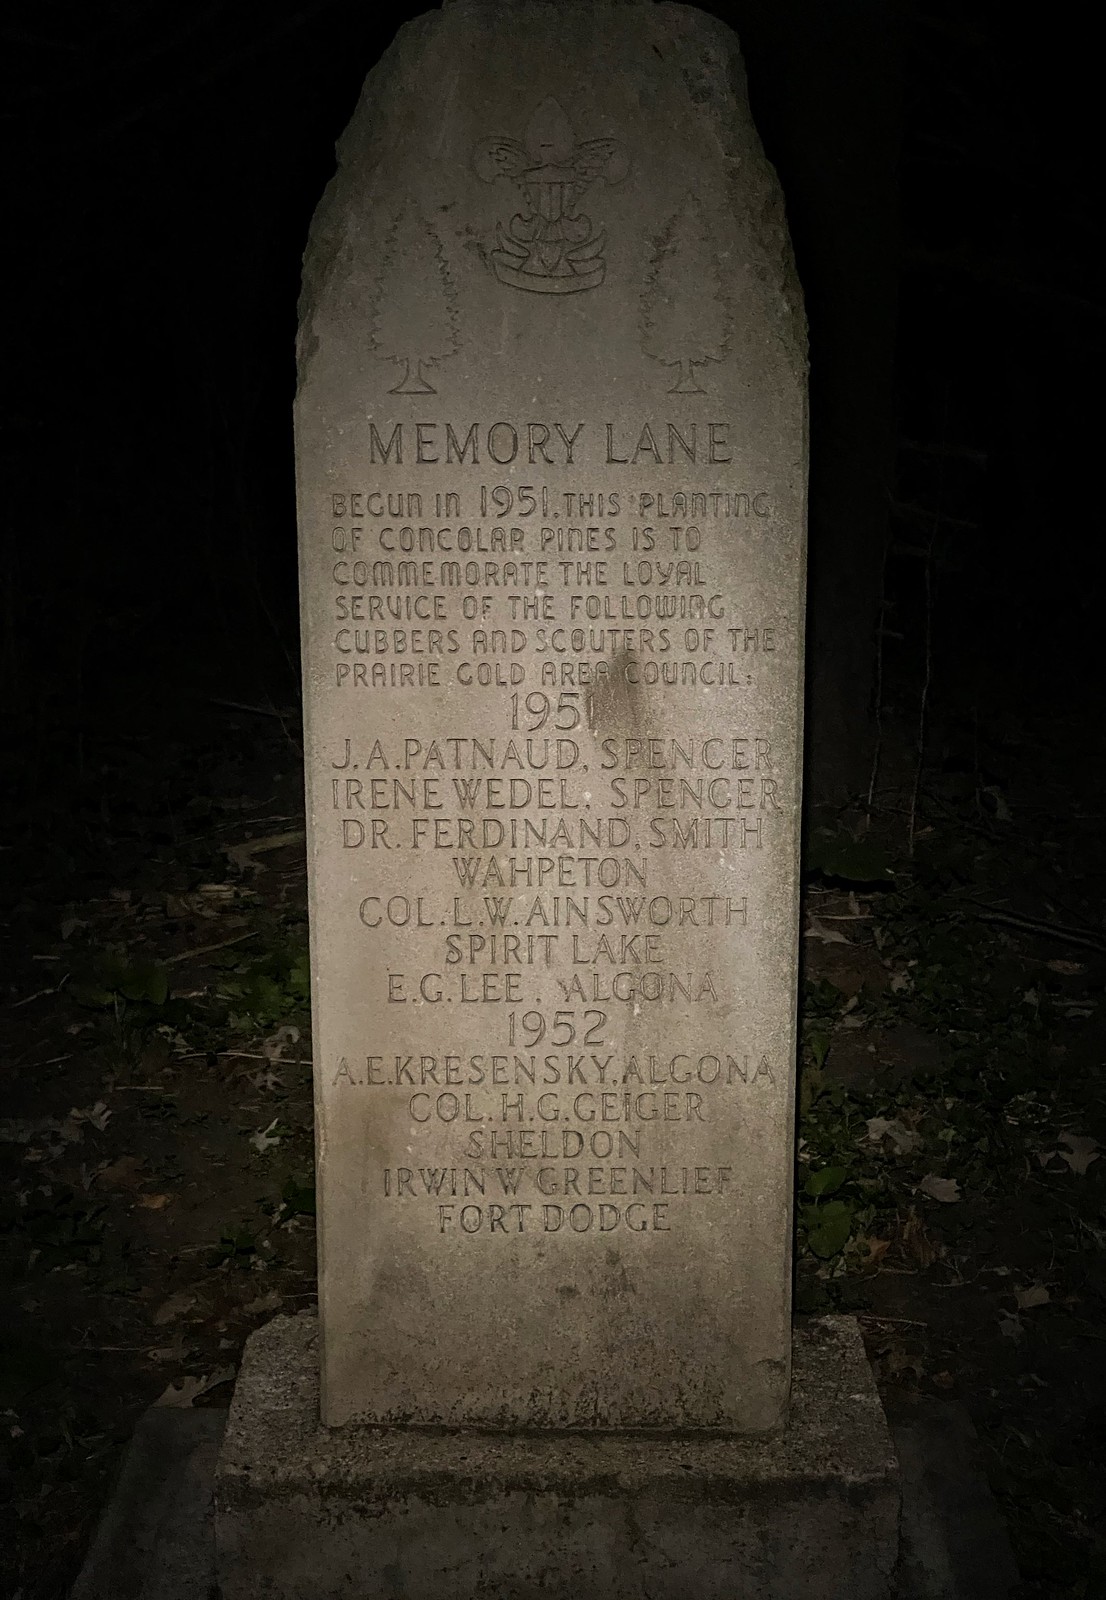 MEMORY LANE
BEGUN IN 1951. THIS PLANTING
OF CONCOLAR PINES IS TO
COMMEMORATE THE LOYAL
SERVICE OF THE FOLLOWING
CUBBERS AND SCOUTERS OF THE
PRAIRIE GOLD AREA COUNCIL:
1951
J.A. PATNAUD, SPENCER
IRENE WEDEL, SPENCER
DR. FERDINAND, SMITH
WAHPETON
COL. L.W. AINSWORTH
SPIRIT LAKE
E.G. LEE, ALGONA
1952
A.E. KRESENSKY, ALGONA
COL. H.G. GEIGER
SHELDON
IRWIN W GREENLIEF
FORT DODGE